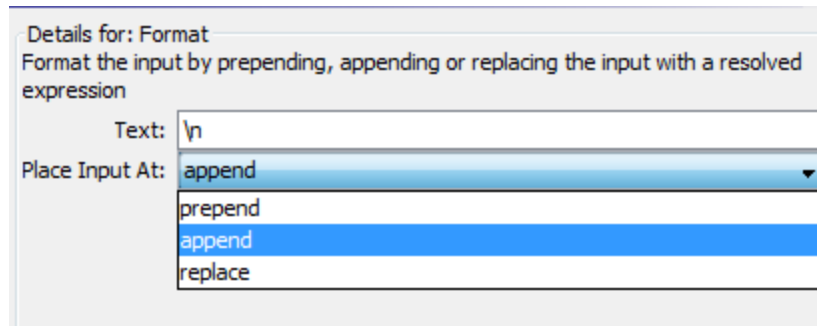 Details for: Format
Format the input by prepending, appending or replacing the input with a resolved
expression
Text: \n
Place Input At: append
prepend
append
replace